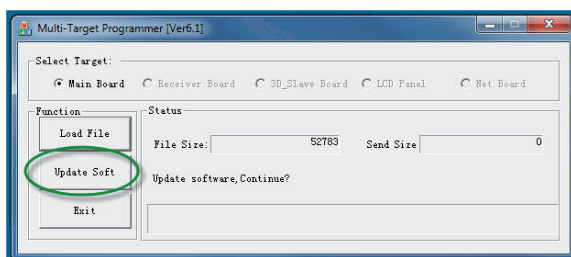 Multi-Target Programmer [Ver6.1]
Select Target:
Main Board Receiver Board 3D_Slave Board LCD Panel Net Board
Function
Status
Load File
File Size: 52783 Send Size 0
Update Soft
Update software,Continue?
Exit